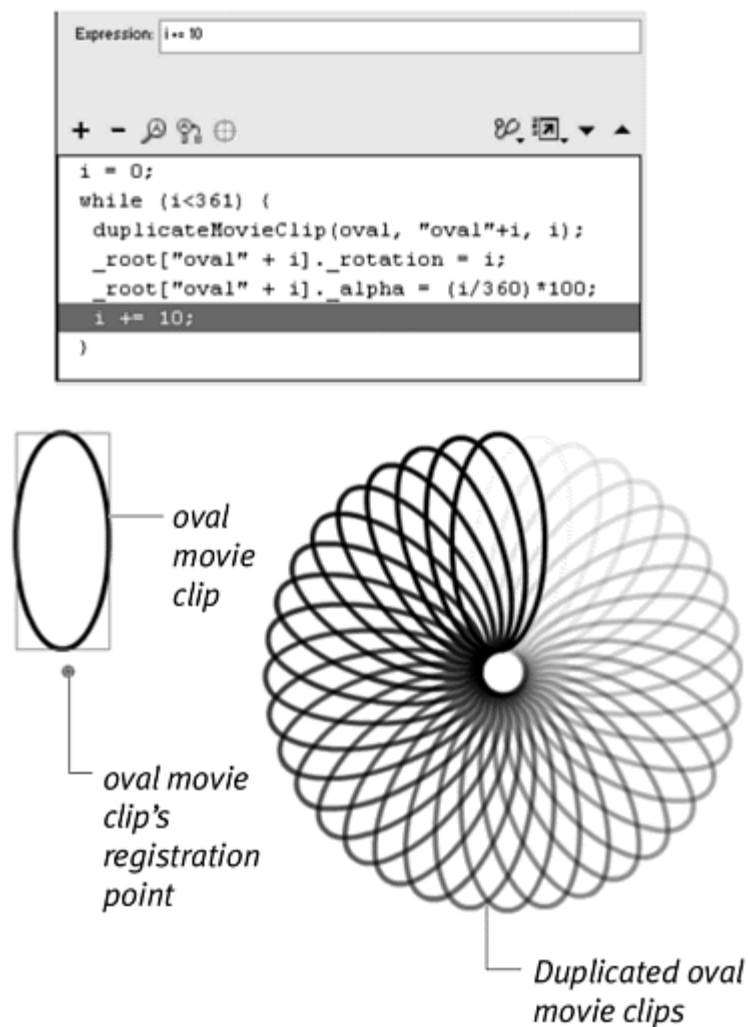 Expression: i += 10
i = 0;
while (i<361) {
duplicateMovieClip(oval, "oval"+i, i);
_root["oval" + i]._rotation = i;
_root["oval" + i]._alpha = (i/360)*100;
i += 10;
}
oval
movie
clip
oval movie
clip's
registration
point
Duplicated oval
movie clips